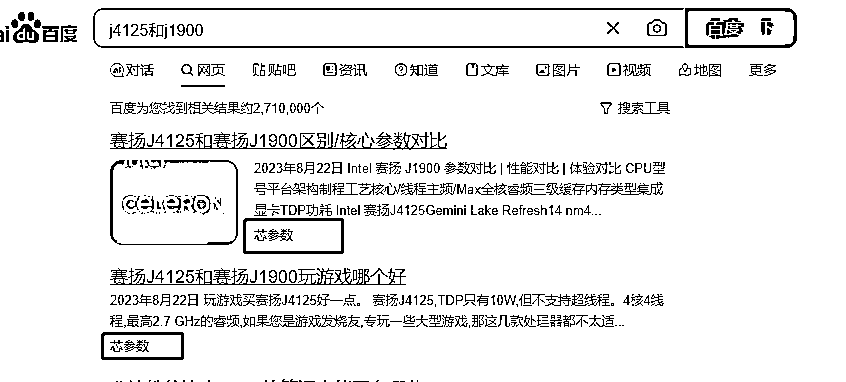 百度
j4125和j1900
对话 网页 贴吧 资讯 知道 文库 图片 视频 地图 更多
百度为您找到相关结果约2,710,000个 搜索工具
赛扬J4125和赛扬J1900区别/核心参数对比
2023年8月22日 Intel 赛扬 J1900 参数对比 | 性能对比 | 体验对比 CPU型
号平台架构制程工艺核心/线程主频/Max全核睿频三级缓存内存类型集成
显卡TDP功耗 Intel 赛扬J4125Gemini Lake Refresh14 nm4...
CELERON
芯参数
赛扬J4125和赛扬J1900玩游戏哪个好
2023年8月22日 玩游戏买赛扬J4125好一点。 赛扬J4125,TDP只有10W,但不支持超线程。4核4线
程,最高2.7 GHz的睿频,如果您是游戏发烧友,专玩一些大型游戏,那这几款处理器都不太适...
芯参数